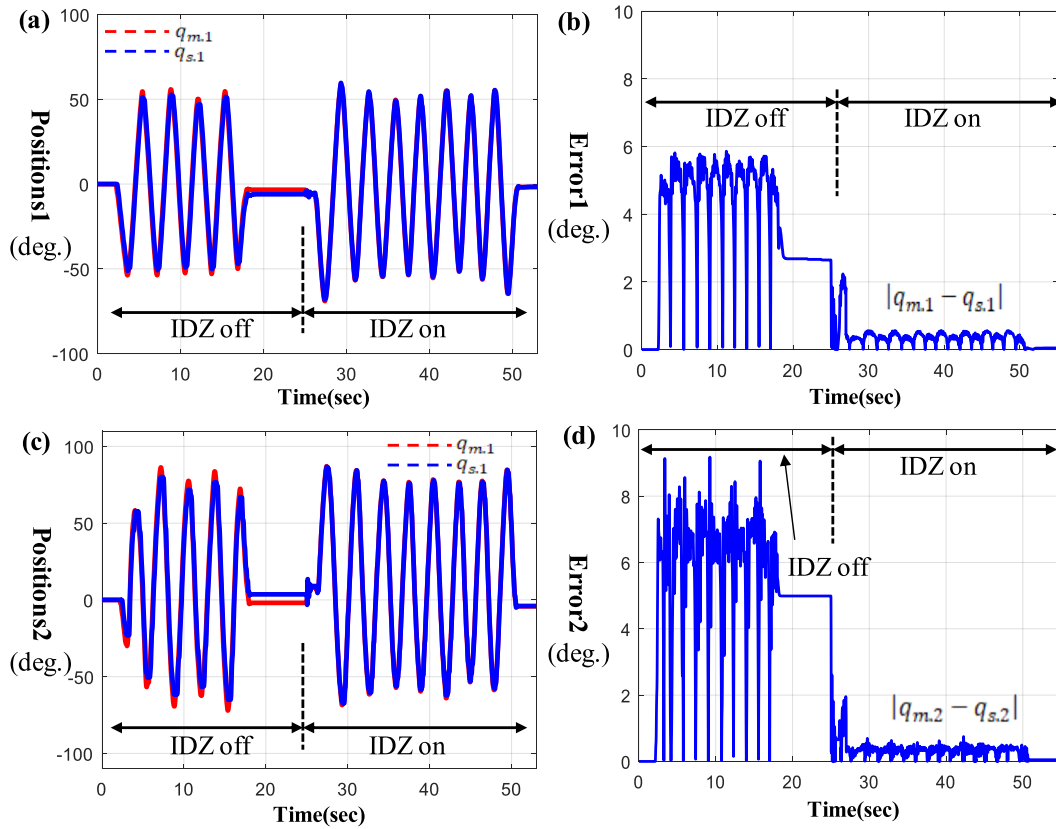 (a)
100
50
0
-50
-100
Positions1
(deg.)
q_{m.1}
q_{s.1}
IDZ off
IDZ on
0
10
20
30
40
50
Time(sec)
(b)
10
8
6
4
2
0
Error1
(deg.)
IDZ off
IDZ on
|q_{m.1} − q_{s.1}|
0
10
20
30
40
50
Time(sec)
(c)
100
50
0
-50
-100
Positions2
(deg.)
q_{m.1}
q_{s.1}
IDZ off
IDZ on
0
10
20
30
40
50
Time(sec)
(d)
10
8
6
4
2
0
Error2
(deg.)
IDZ on
IDZ off
|q_{m.2} − q_{s.2}|
0
10
20
30
40
50
Time(sec)